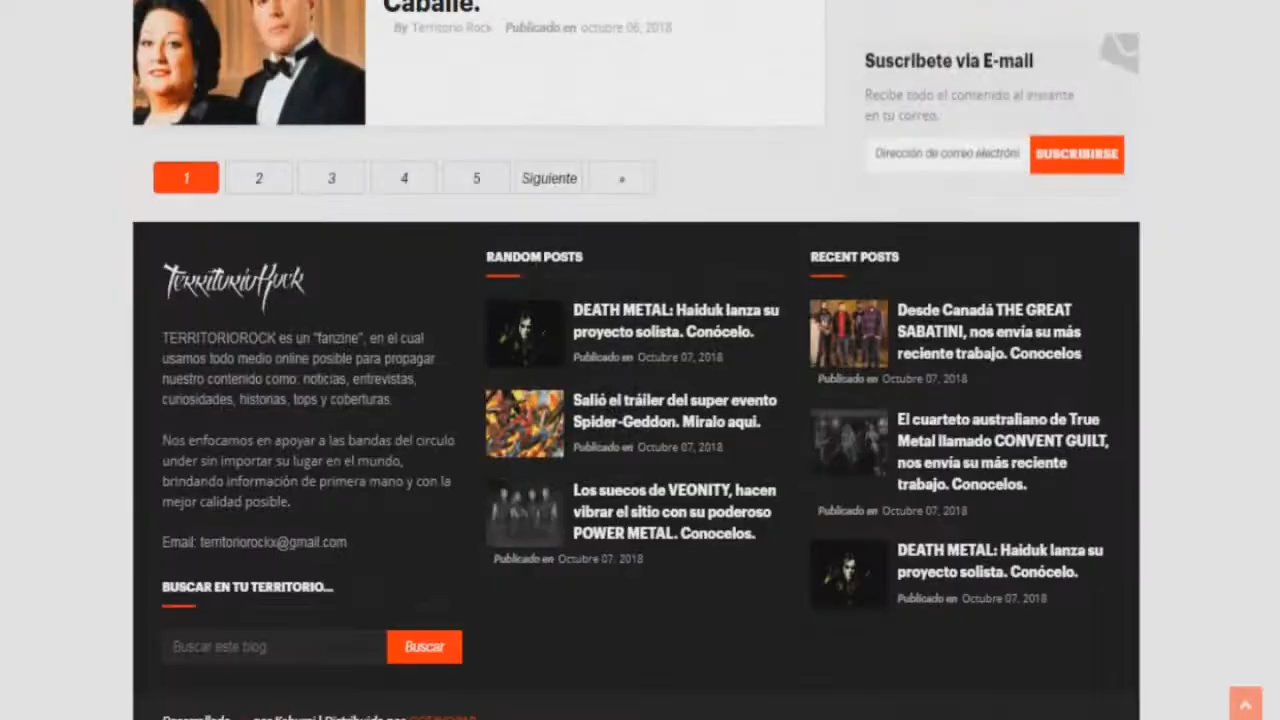 Caballé.
By Territorio Rock Publicado en octubre 06, 2018
Suscribete via E-mail
Recibe todo el contenido al instante
en tu correo.
Dirección de correo electróni
SUSCRIBIRSE
1 2 3 4 5 Siguiente »
TerritorioRock
TERRITORIOROCK es un "fanzine", en el cual
usamos todo medio online posible para propagar
nuestro contenido como: noticias, entrevistas,
curiosidades, historias, tops y coberturas.
Nos enfocamos en apoyar a las bandas del circulo
under sin importar su lugar en el mundo,
brindando información de primera mano y con la
mejor calidad posible.
Email: territoriorockx@gmail.com
BUSCAR EN TU TERRITORIO...
Buscar este blog
Buscar
RANDOM POSTS
DEATH METAL: Haiduk lanza su
proyecto solista. Conócelo.
Publicado en Octubre 07, 2018
Salió el tráiler del super evento
Spider-Geddon. Miralo aqui.
Publicado en Octubre 07, 2018
Los suecos de VEONITY, hacen
vibrar el sitio con su poderoso
POWER METAL. Conocelos.
Publicado en Octubre 07, 2018
RECENT POSTS
Desde Canadá THE GREAT
SABATINI, nos envía su más
reciente trabajo. Conocelos
Publicado en Octubre 07, 2018
El cuarteto australiano de True
Metal llamado CONVENT GUILT,
nos envia su más reciente
trabajo. Conocelos.
Publicado en Octubre 07, 2018
DEATH METAL: Haiduk lanza su
proyecto solista. Conócelo.
Publicado en Octubre 07, 2018